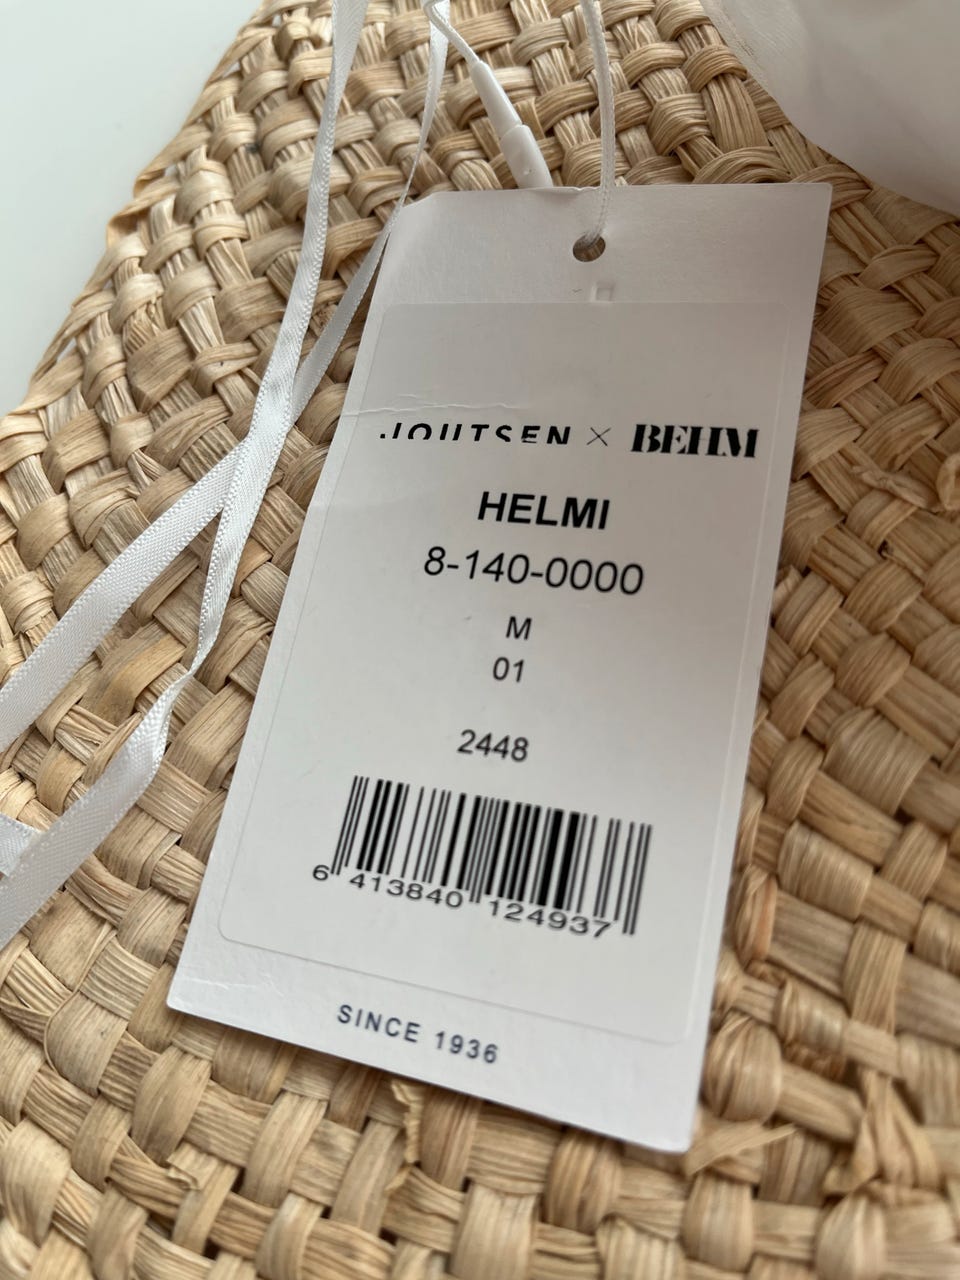 JOUTSEN × BEHM
HELMI
8-140-0000
M
01
2448
6 413840 124937
SINCE 1936